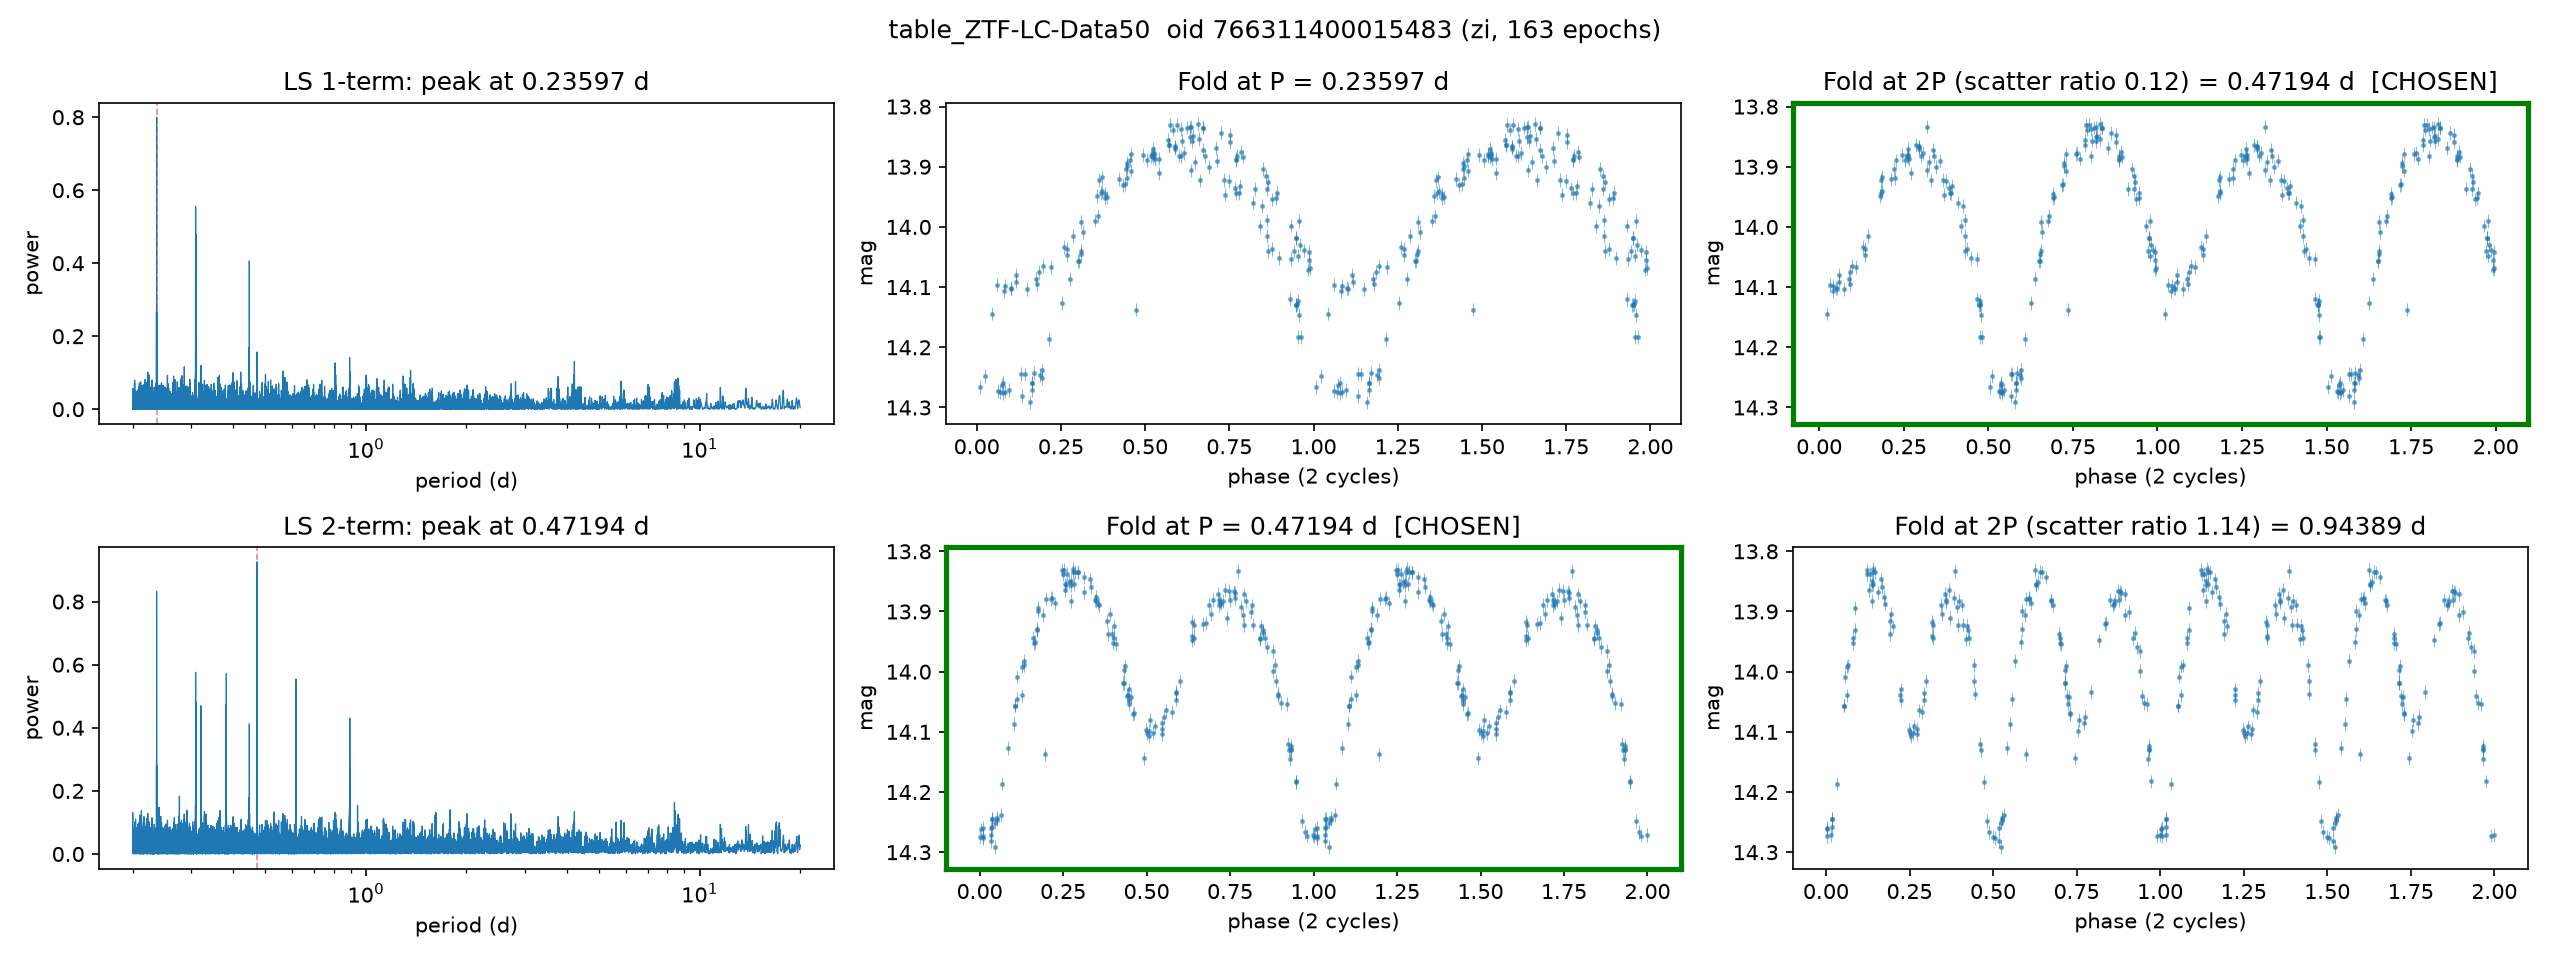 table_ZTF-LC-Data50  oid 766311400015483 (zi, 163 epochs)
LS 1-term: peak at 0.23597 d
power
0.8
0.6
0.4
0.2
0.0
10⁰
10¹
period (d)
Fold at P = 0.23597 d
mag
13.8
13.9
14.0
14.1
14.2
14.3
0.00 0.25 0.50 0.75 1.00 1.25 1.50 1.75 2.00
phase (2 cycles)
Fold at 2P (scatter ratio 0.12) = 0.47194 d  [CHOSEN]
mag
13.8
13.9
14.0
14.1
14.2
14.3
0.00 0.25 0.50 0.75 1.00 1.25 1.50 1.75 2.00
phase (2 cycles)
LS 2-term: peak at 0.47194 d
power
0.8
0.6
0.4
0.2
0.0
10⁰
10¹
period (d)
Fold at P = 0.47194 d  [CHOSEN]
mag
13.8
13.9
14.0
14.1
14.2
14.3
0.00 0.25 0.50 0.75 1.00 1.25 1.50 1.75 2.00
phase (2 cycles)
Fold at 2P (scatter ratio 1.14) = 0.94389 d
mag
13.8
13.9
14.0
14.1
14.2
14.3
0.00 0.25 0.50 0.75 1.00 1.25 1.50 1.75 2.00
phase (2 cycles)